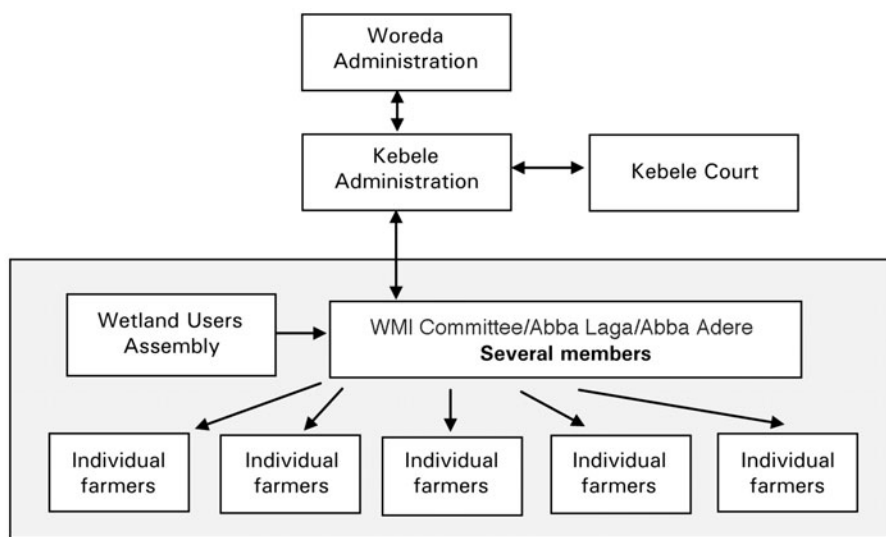 Woreda
Administration
Kebele
Administration
Kebele Court
Wetland Users
Assembly
WMI Committee/Abba Laga/Abba Adere
Several members
Individual
farmers
Individual
farmers
Individual
farmers
Individual
farmers
Individual
farmers